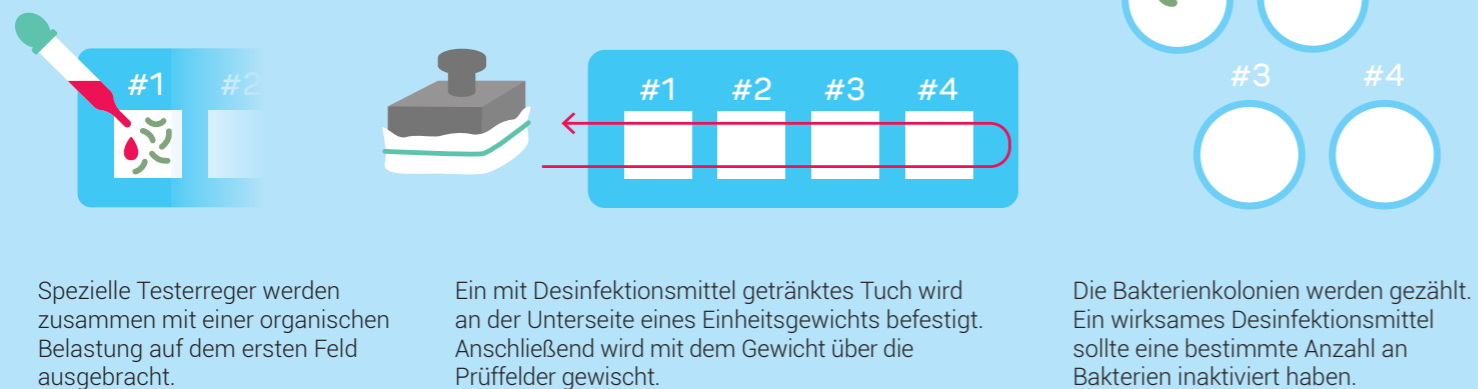 #1 #2
#1 #2 #3 #4
#3 #4
Spezielle Testerreger werden
zusammen mit einer organischen
Belastung auf dem ersten Feld
ausgebracht.
Ein mit Desinfektionsmittel getränktes Tuch wird
an der Unterseite eines Einheitsgewichts befestigt.
Anschließend wird mit dem Gewicht über die
Prüffelder gewischt.
Die Bakterienkolonien werden gezählt.
Ein wirksames Desinfektionsmittel
sollte eine bestimmte Anzahl an
Bakterien inaktiviert haben.